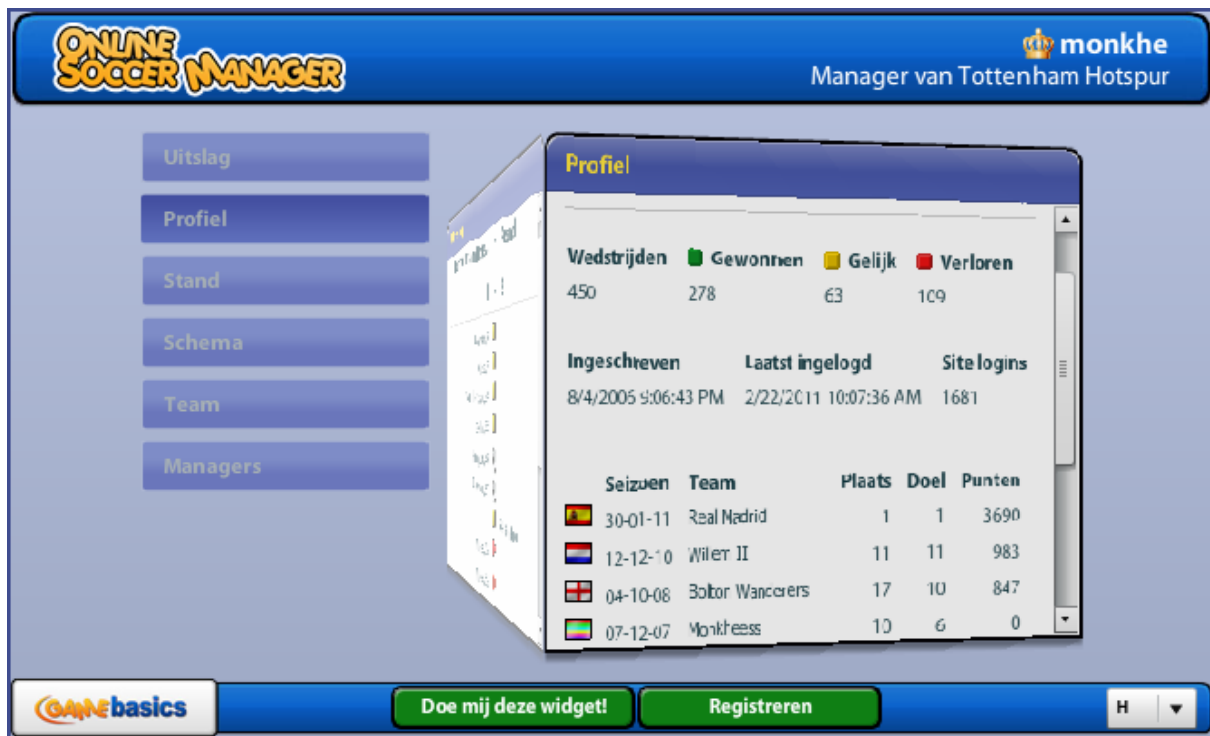 ONLINE
SOCCER MANAGER
monkhe
Manager van Tottenham Hotspur
Uitslag
Profiel
Stand
Schema
Team
Managers
Profiel
Wedstrijden Gewonnen Gelijk Verloren
450 278 63 109
Ingeschreven Laatst ingelogd Site logins
9:06:43 PM 2/22/2011 10:07:36 AM 1681
Seizoen Team Plaats Doel Punten
30-01-11 Real Madrid 1 1 3690
12-12-10 Willem II 11 11 983
04-10-08 Bolton Wanderers 17 10 847
07-12-07 10 6 0
GAMEbasics
Doe mij deze widget!
Registreren
H